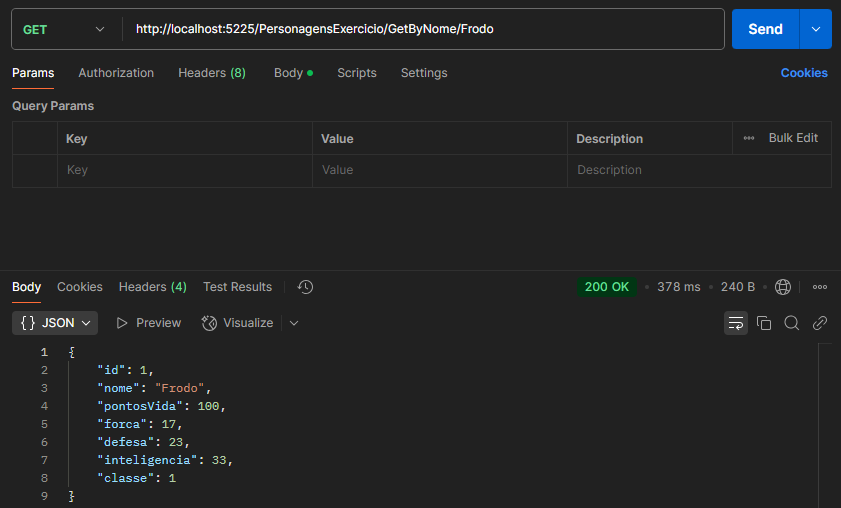 GET http://localhost:5225/PersonagensExercicio/GetByNome/Frodo Send
Params Authorization Headers (8) Body Scripts Settings Cookies
Query Params
Key Value Description Bulk Edit
Key Value Description
Body Cookies Headers (4) Test Results 200 OK 378 ms 240 B
{ } JSON Preview Visualize
1 {
2 "id": 1,
3 "nome": "Frodo",
4 "pontosVida": 100,
5 "forca": 17,
6 "defesa": 23,
7 "inteligencia": 33,
8 "classe": 1
9 }